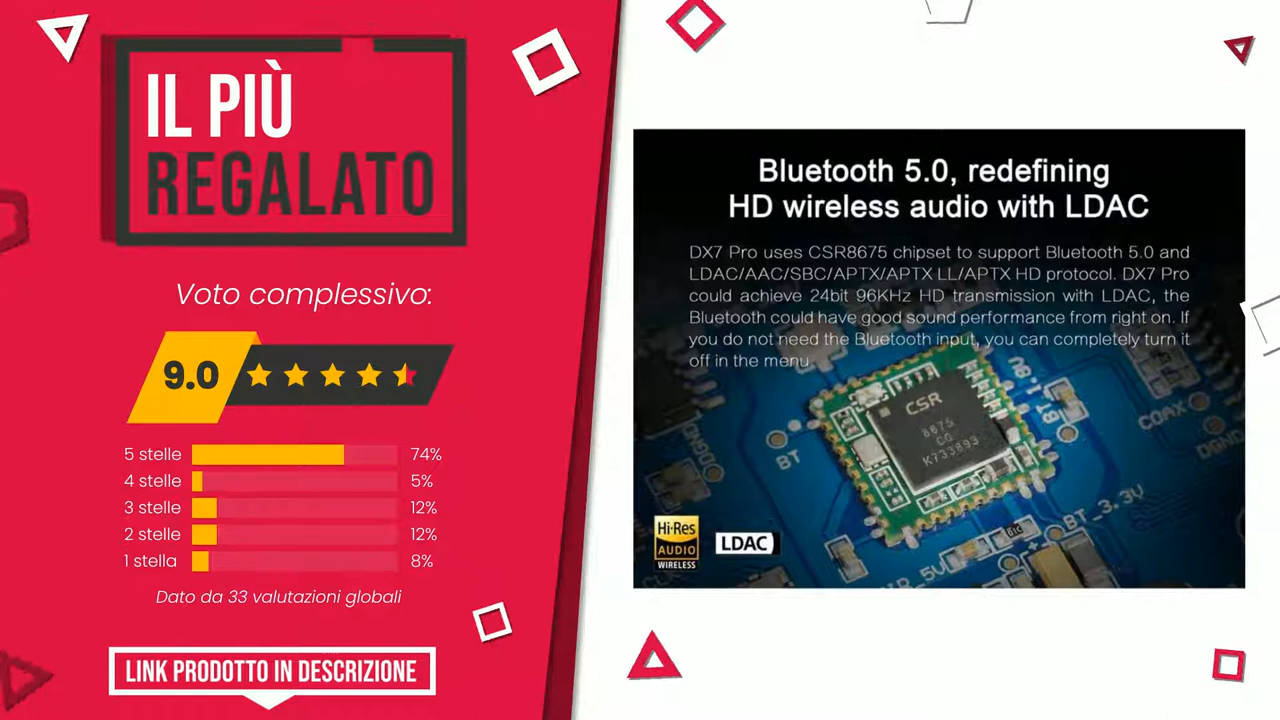 IL PIÙ
REGALATO
Voto complessivo:
9.0
5 stelle 74%
4 stelle 5%
3 stelle 12%
2 stelle 12%
1 stella 8%
Dato da 33 valutazioni globali
LINK PRODOTTO IN DESCRIZIONE
Bluetooth 5.0, redefining
HD wireless audio with LDAC
DX7 Pro uses CSR8675 chipset to support Bluetooth 5.0 and
LDAC/AAC/SBC/APTX/APTX LL/APTX HD protocol. DX7 Pro
could achieve 24bit 96KHz HD transmission with LDAC, the
Bluetooth could have good sound performance from right on. If
you do not need the Bluetooth input, you can completely turn it
off in the menu
CSR
8675
CG
K733893
BT
COAX
DGND
BT_3.3V
Hi-Res
AUDIO
WIRELESS
LDAC